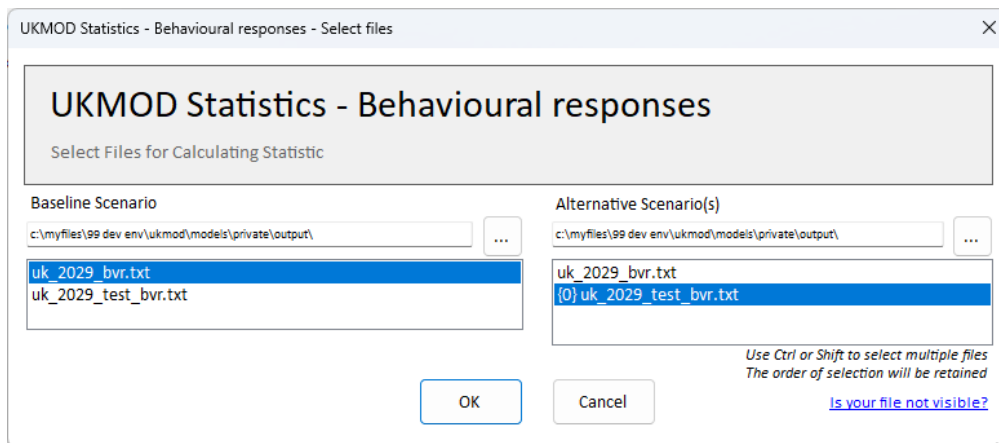 UKMOD Statistics - Behavioural responses - Select files
UKMOD Statistics - Behavioural responses
Select Files for Calculating Statistic
Baseline Scenario
c:\myfiles\99 dev env\ukmod\models\private\output\
...
uk_2029_bvr.txt
uk_2029_test_bvr.txt
Alternative Scenario(s)
c:\myfiles\99 dev env\ukmod\models\private\output\
...
uk_2029_bvr.txt
{0} uk_2029_test_bvr.txt
Use Ctrl or Shift to select multiple files
The order of selection will be retained
OK
Cancel
Is your file not visible?